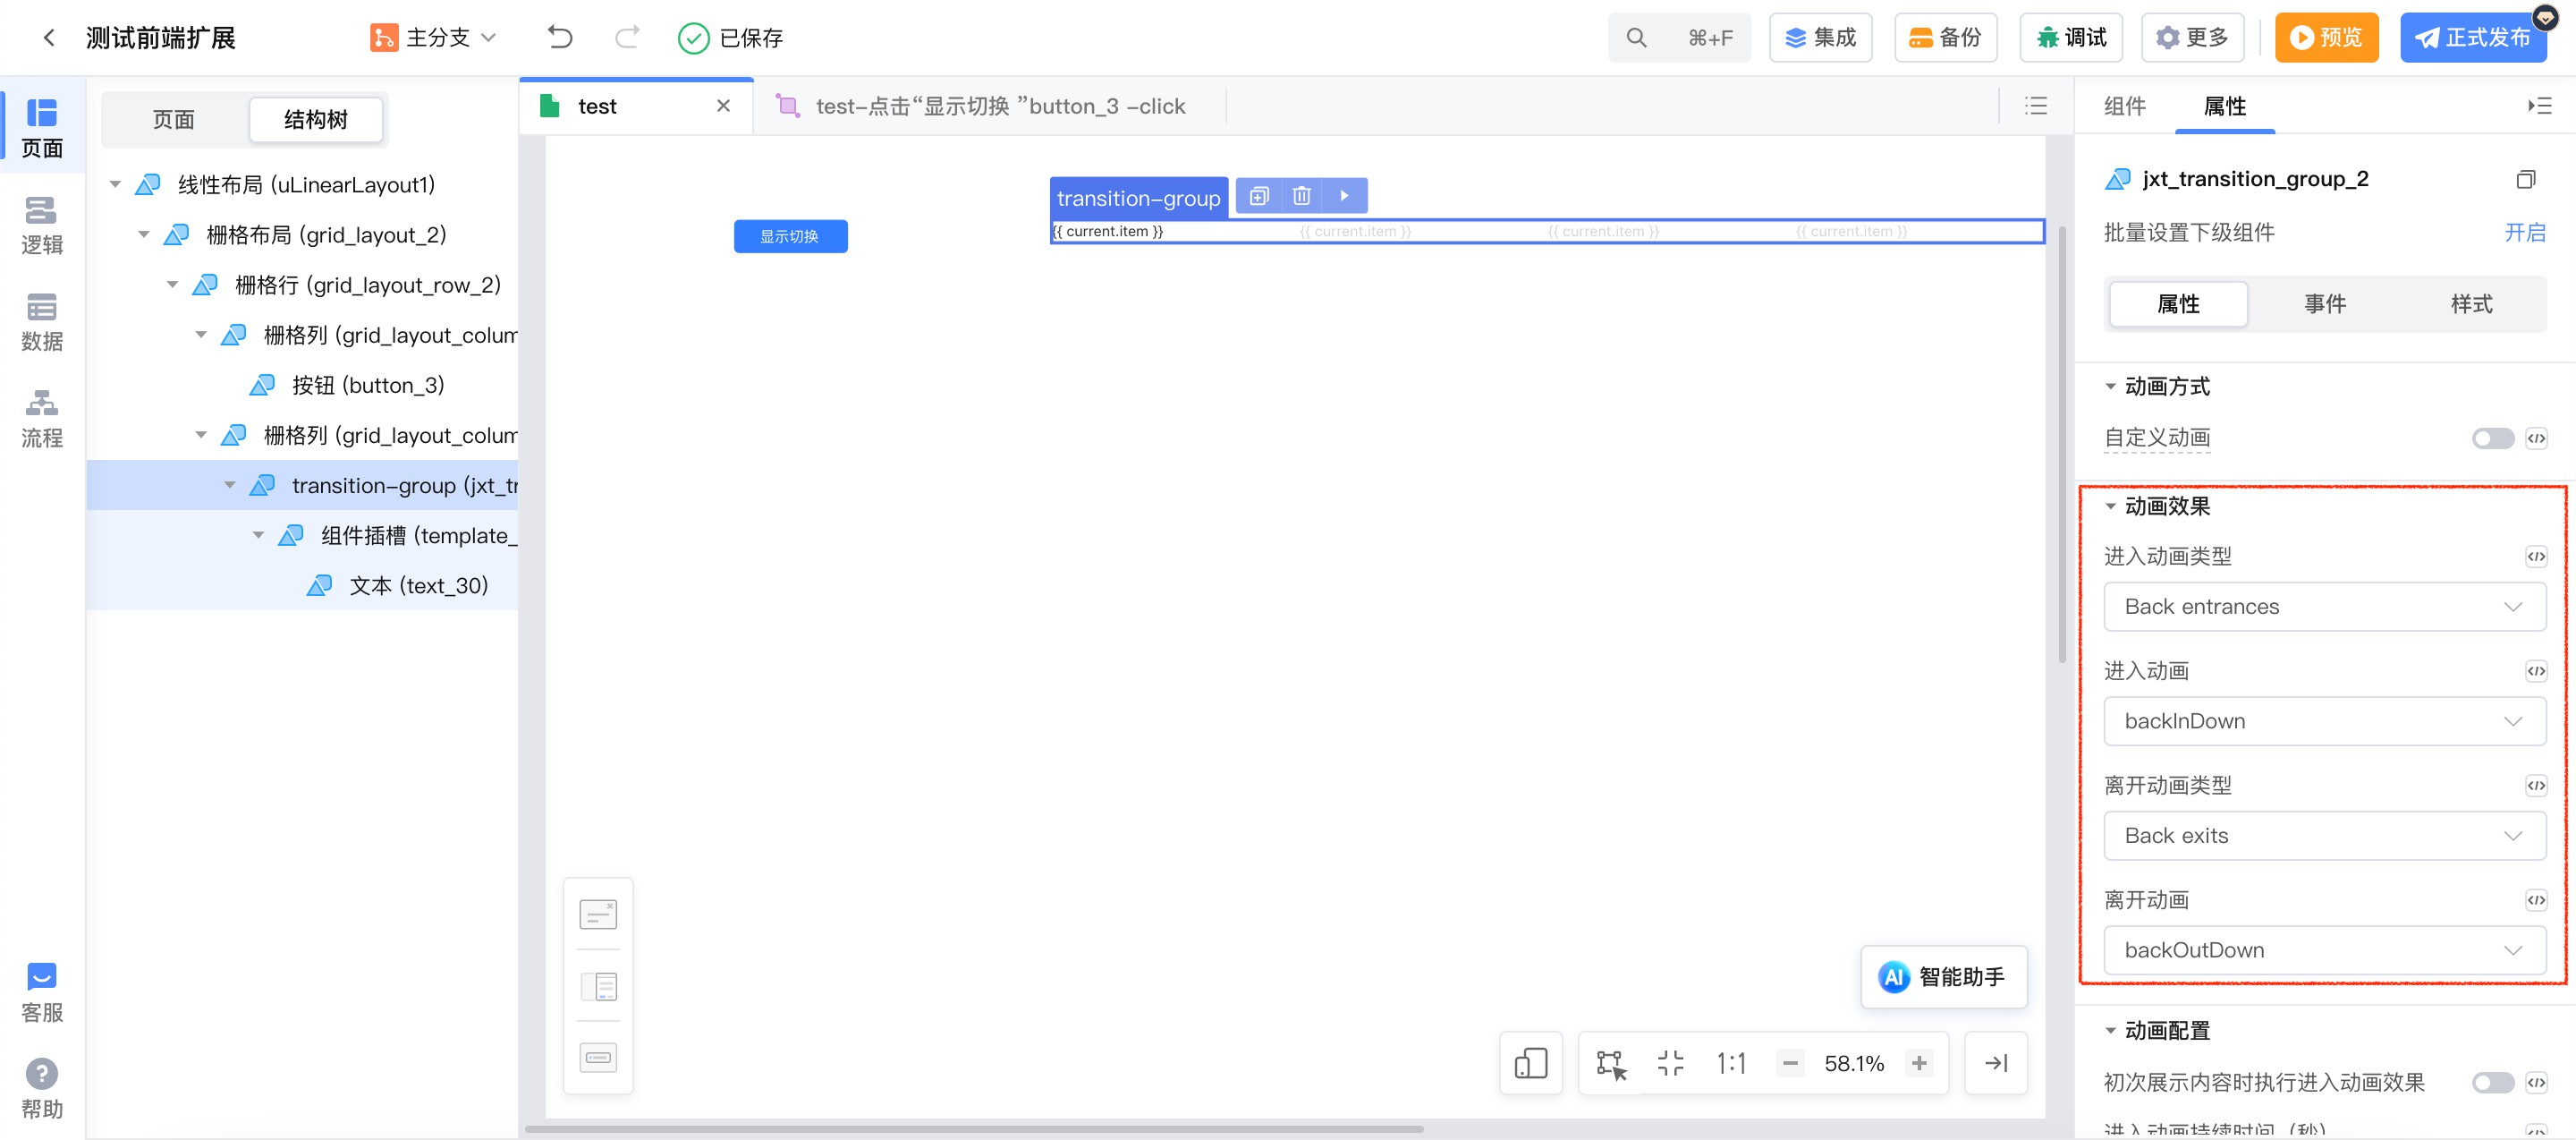 测试前端扩展
主分支
已保存
⌘+F
集成
备份
调试
更多
预览
正式发布
页面
逻辑
数据
流程
客服
帮助
页面
结构树
线性布局 (uLinearLayout1)
栅格布局 (grid_layout_2)
栅格行 (grid_layout_row_2)
栅格列 (grid_layout_colum
按钮 (button_3)
栅格列 (grid_layout_colum
transition-group (jxt_tr
组件插槽 (template_
文本 (text_30)
test
test-点击“显示切换 ”button_3 -click
显示切换
transition-group
{{ current.item }}
{{ current.item }}
{{ current.item }}
{{ current.item }}
AI 智能助手
1:1
58.1%
组件
属性
jxt_transition_group_2
批量设置下级组件
开启
属性
事件
样式
动画方式
自定义动画
动画效果
进入动画类型
Back entrances
进入动画
backInDown
离开动画类型
Back exits
离开动画
backOutDown
动画配置
初次展示内容时执行进入动画效果
进入动画持续时间（秒）